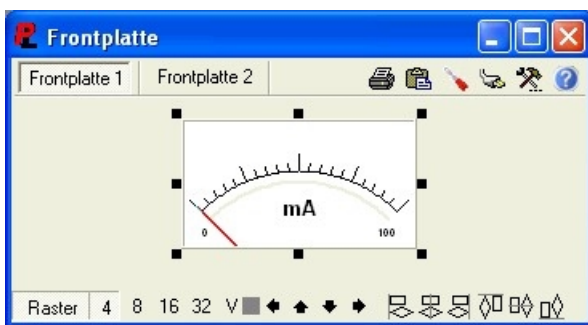 Frontplatte
Frontplatte 1 Frontplatte 2
mA
0 100
Raster 4 8 16 32 V